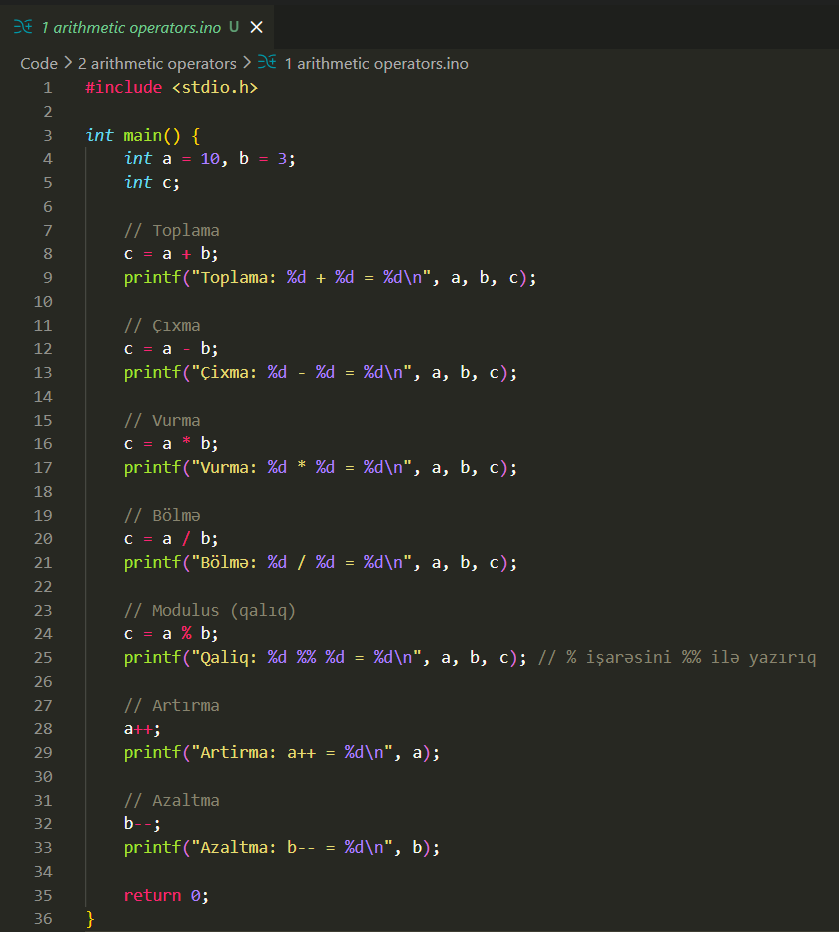 1 arithmetic operators.ino U
Code > 2 arithmetic operators > 1 arithmetic operators.ino
1 #include <stdio.h>
2
3 int main() {
4     int a = 10, b = 3;
5     int c;
6
7     // Toplama
8     c = a + b;
9     printf("Toplama: %d + %d = %d\n", a, b, c);
10
11     // Çıxma
12     c = a - b;
13     printf("Çixma: %d - %d = %d\n", a, b, c);
14
15     // Vurma
16     c = a * b;
17     printf("Vurma: %d * %d = %d\n", a, b, c);
18
19     // Bölmə
20     c = a / b;
21     printf("Bölmə: %d / %d = %d\n", a, b, c);
22
23     // Modulus (qalıq)
24     c = a % b;
25     printf("Qaliq: %d %% %d = %d\n", a, b, c); // % işarəsini %% ilə yazırıq
26
27     // Artırma
28     a++;
29     printf("Artirma: a++ = %d\n", a);
30
31     // Azaltma
32     b--;
33     printf("Azaltma: b-- = %d\n", b);
34
35     return 0;
36 }